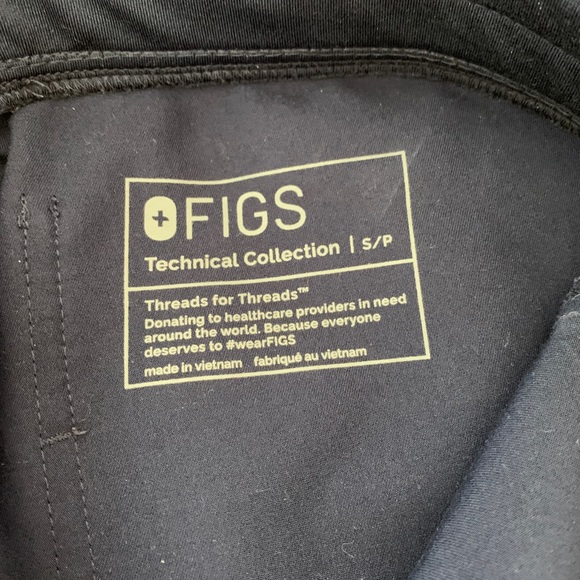 FIGS
Technical Collection | S/P
Threads for Threads™
Donating to healthcare providers in need
around the world. Because everyone
deserves to #wearFIGS
made in vietnam fabriqué au vietnam